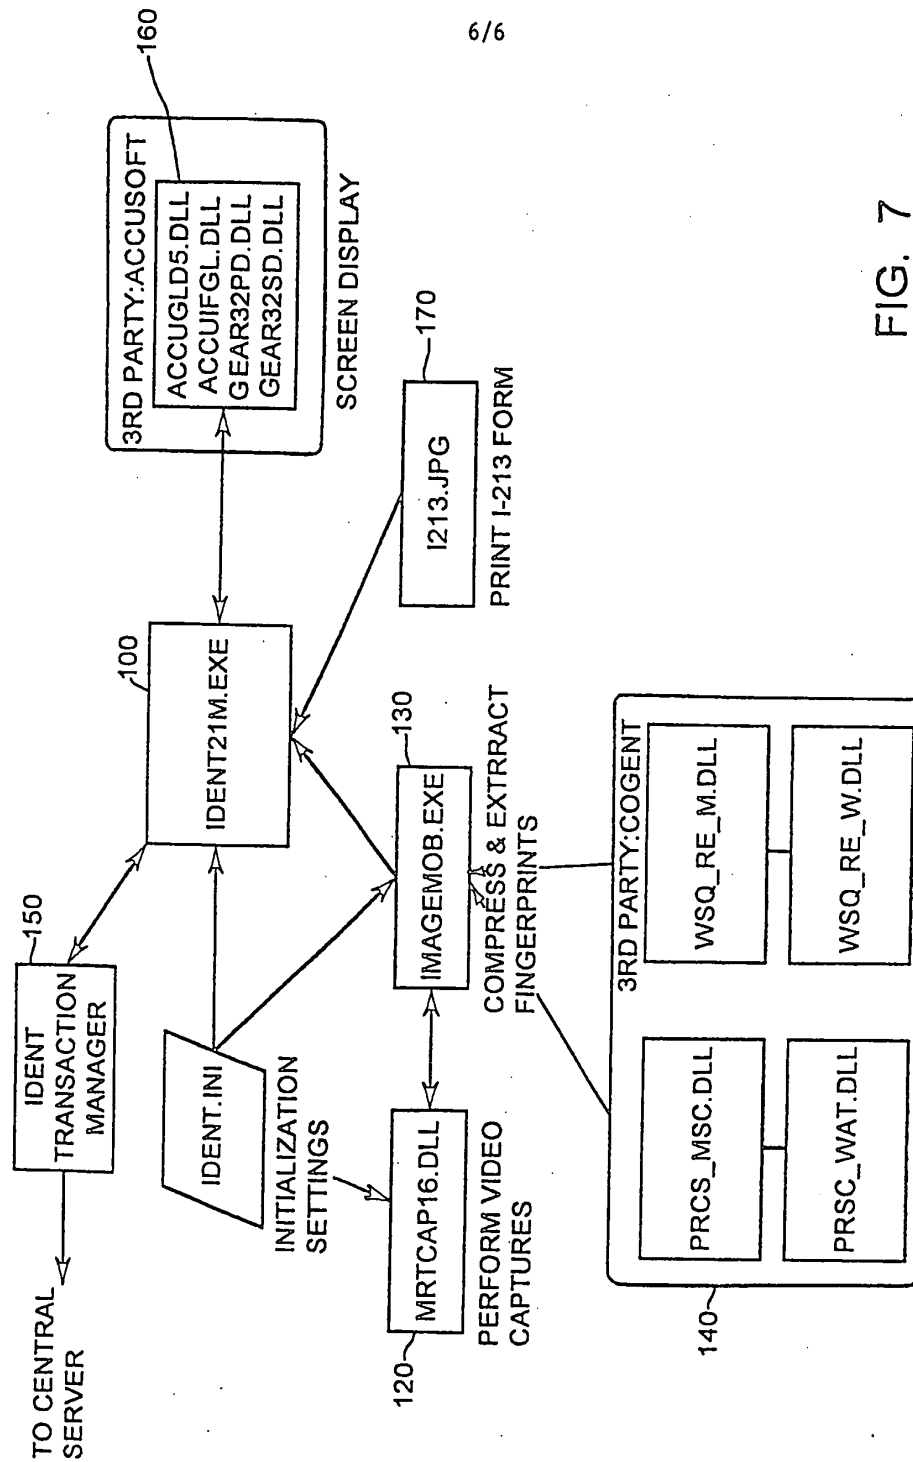 9/9
TO CENTRAL
SERVER
150
IDENT
TRANSACTION
MANAGER
100
IDENT21M.EXE
160
3RD PARTY:ACCUSOFT
ACCUGLD5.DLL
ACCUIFGL.DLL
GEAR32PD.DLL
GEAR32SD.DLL
SCREEN DISPLAY
IDENT.INI
INITIALIZATION
SETTINGS
170
I213.JPG
PRINT I-213 FORM
120
MRTCAP16.DLL
PERFORM VIDEO
CAPTURES
130
IMAGEMOB.EXE
COMPRESS & EXTRRACT
FINGERPRINTS
140
3RD PARTY:COGENT
PRCS_MSC.DLL
WSQ_RE_M.DLL
PRSC_WAT.DLL
WSQ_RE_W.DLL
FIG. 7